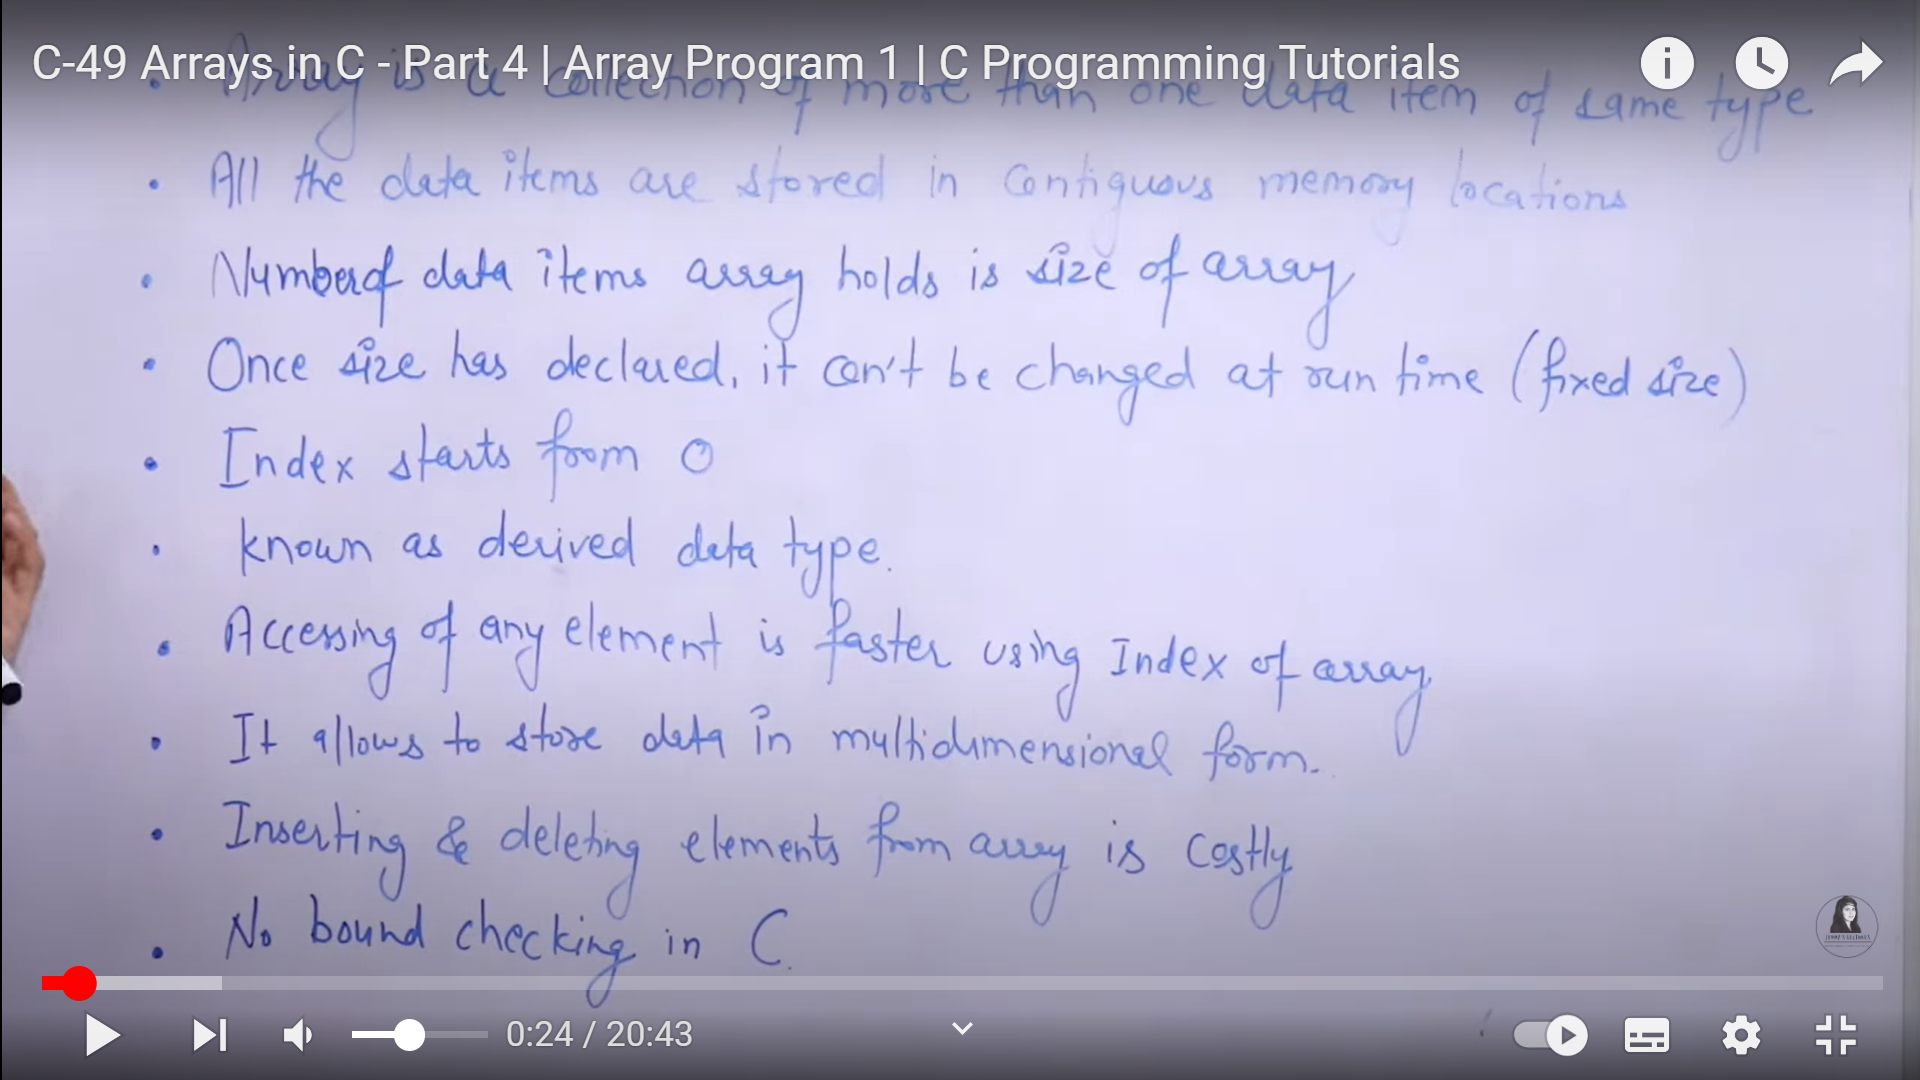 C-49 Arrays in C - Part 4 | Array Program 1 | C Programming Tutorials
• Array is a collection of more than one data item of same type
• All the data items are stored in contiguous memory locations
• Number of data items array holds is size of array
• Once size has declared, it can't be changed at run time (fixed size)
• Index starts from 0
• known as derived data type.
• Accessing of any element is faster using Index of array
• It allows to store data in multidimensional form.
• Inserting & deleting elements from array is costly
• No bound checking in C.
0:24 / 20:43